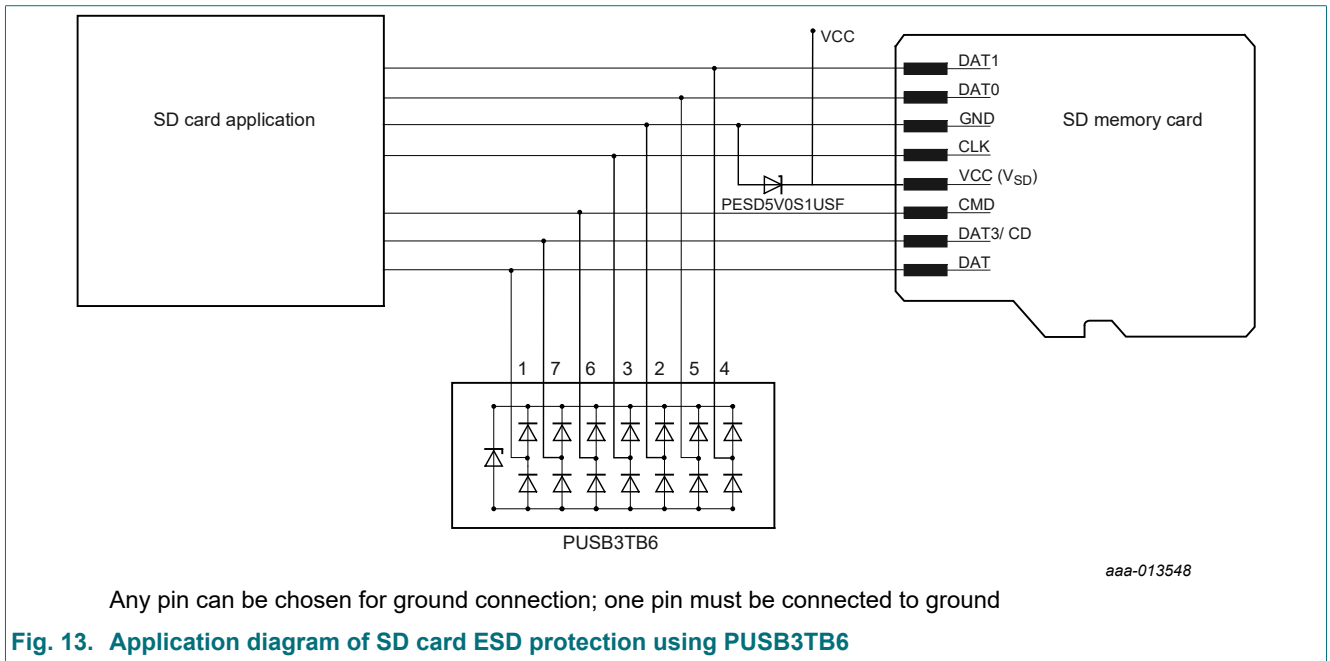 VCC
SD card application
SD memory card
DAT1
DAT0
GND
CLK
VCC (VSD)
CMD
DAT3/ CD
DAT
PESD5V0S1USF
1 7 6 3 2 5 4
PUSB3TB6
aaa-013548
Any pin can be chosen for ground connection; one pin must be connected to ground
Fig. 13. Application diagram of SD card ESD protection using PUSB3TB6